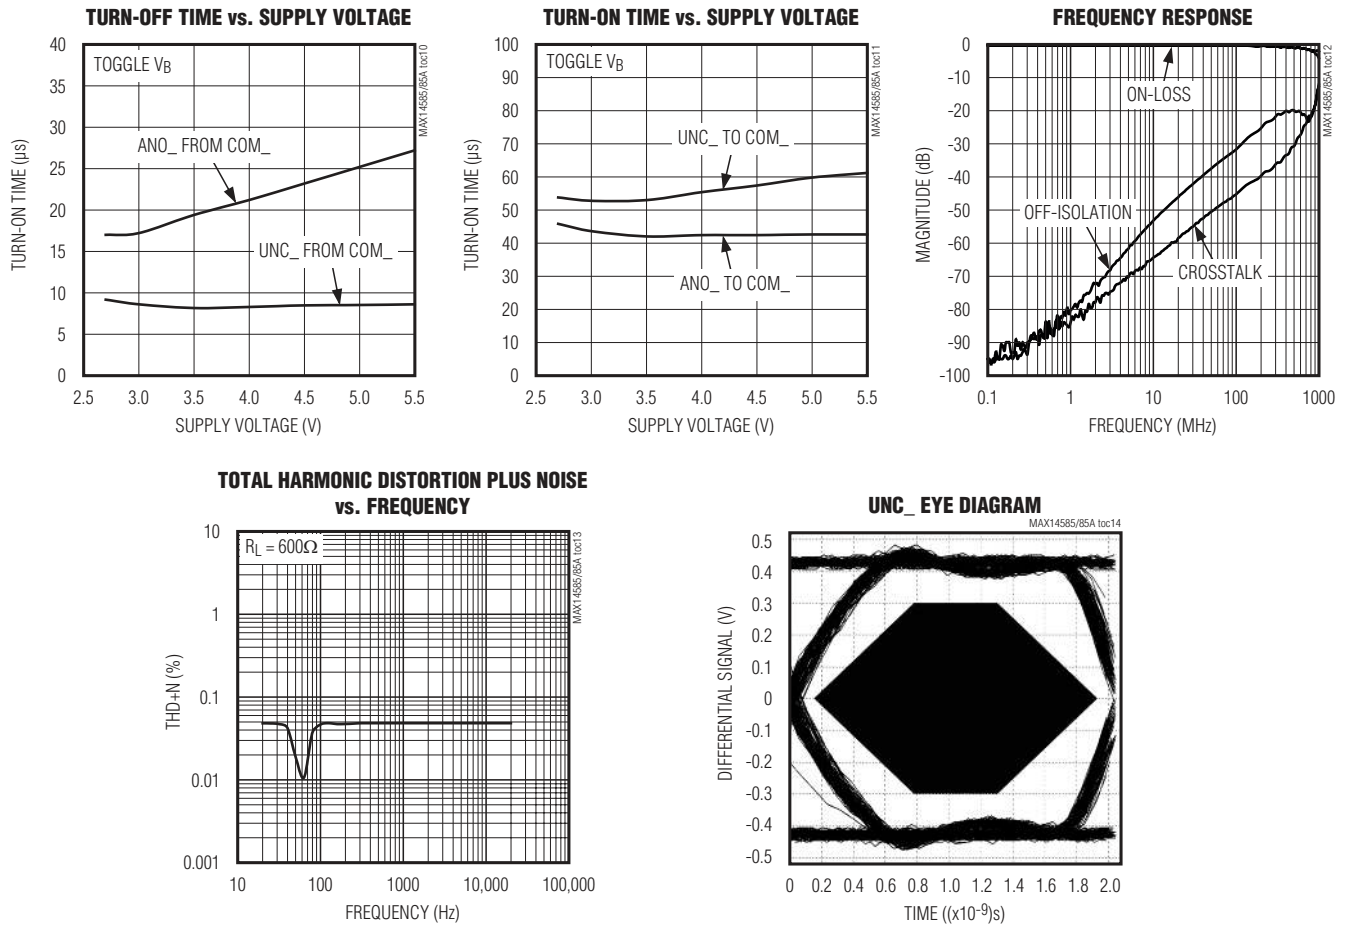 TURN-OFF TIME vs. SUPPLY VOLTAGE
MAX14585/85A toc10
TOGGLE VB
ANO_ FROM COM_
UNC_ FROM COM_
TURN-ON TIME (µs)
40
35
30
25
20
15
10
5
0
2.5 3.0 3.5 4.0 4.5 5.0 5.5
SUPPLY VOLTAGE (V)
TURN-ON TIME vs. SUPPLY VOLTAGE
MAX14585/85A toc11
TOGGLE VB
UNC_ TO COM_
ANO_ TO COM_
TURN-ON TIME (µs)
100
90
80
70
60
50
40
30
20
10
0
2.5 3.0 3.5 4.0 4.5 5.0 5.5
SUPPLY VOLTAGE (V)
FREQUENCY RESPONSE
MAX14585/85A toc12
ON-LOSS
OFF-ISOLATION
CROSSTALK
MAGNITUDE (dB)
0
-10
-20
-30
-40
-50
-60
-70
-80
-90
-100
0.1 1 10 100 1000
FREQUENCY (MHz)
TOTAL HARMONIC DISTORTION PLUS NOISE
vs. FREQUENCY
MAX14585/85A toc13
RL = 600Ω
THD+N (%)
10
1
0.1
0.01
0.001
10 100 1000 10,000 100,000
FREQUENCY (Hz)
UNC_ EYE DIAGRAM
MAX14585/85A toc14
DIFFERENTIAL SIGNAL (V)
0.5
0.4
0.3
0.2
0.1
0
-0.1
-0.2
-0.3
-0.4
-0.5
0 0.2 0.4 0.6 0.8 1.0 1.2 1.4 1.6 1.8 2.0
TIME ((x10-9)s)